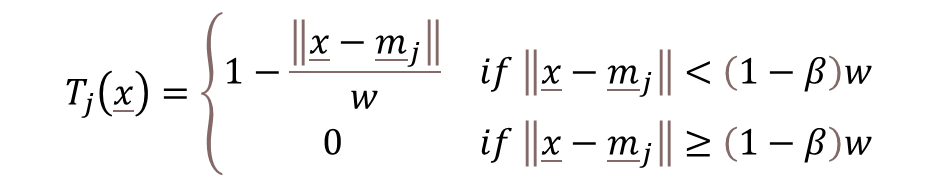 T_j(x) = { 1 − ‖x − m_j‖ / w if ‖x − m_j‖ < (1 − β)w
0 if ‖x − m_j‖ ≥ (1 − β)w